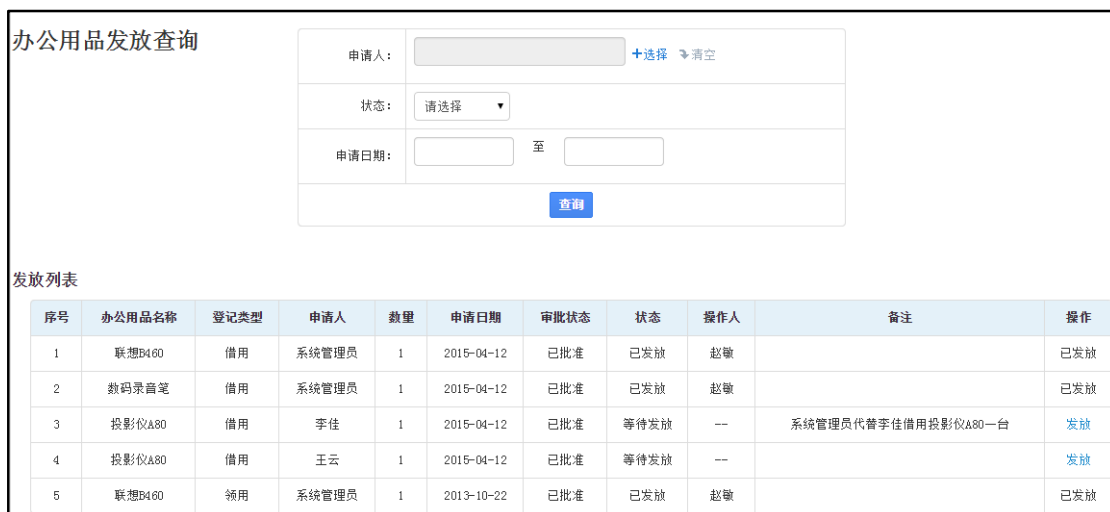 办公用品发放查询
申请人： +选择 清空
状态： 请选择
申请日期： 至
查询
发放列表
序号 办公用品名称 登记类型 申请人 数量 申请日期 审批状态 状态 操作人 备注 操作
1 联想B460 借用 系统管理员 1 2015-04-12 已批准 已发放 赵敏 已发放
2 数码录音笔 借用 系统管理员 1 2015-04-12 已批准 已发放 赵敏 已发放
3 投影仪A80 借用 李佳 1 2015-04-12 已批准 等待发放 -- 系统管理员代替李佳借用投影仪A80一台 发放
4 投影仪A80 借用 王云 1 2015-04-12 已批准 等待发放 -- 发放
5 联想B460 领用 系统管理员 1 2013-10-22 已批准 已发放 赵敏 已发放